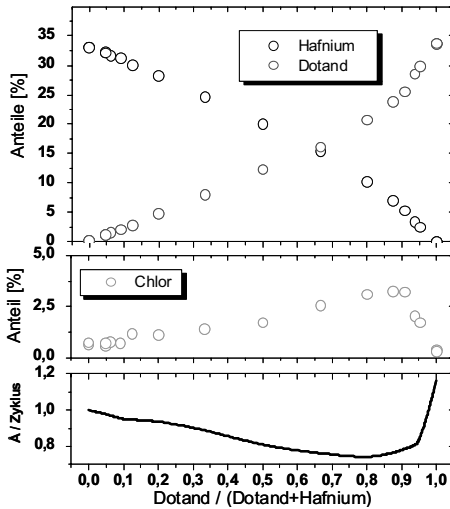 35
30
25
20
15
10
5
0
Anteile [%]
Hafnium
Dotand
5,0
2,5
0,0
Anteil [%]
Chlor
1,2
1,0
0,8
A / Zyklus
0,0 0,1 0,2 0,3 0,4 0,5 0,6 0,7 0,8 0,9 1,0
Dotand / (Dotand+Hafnium)